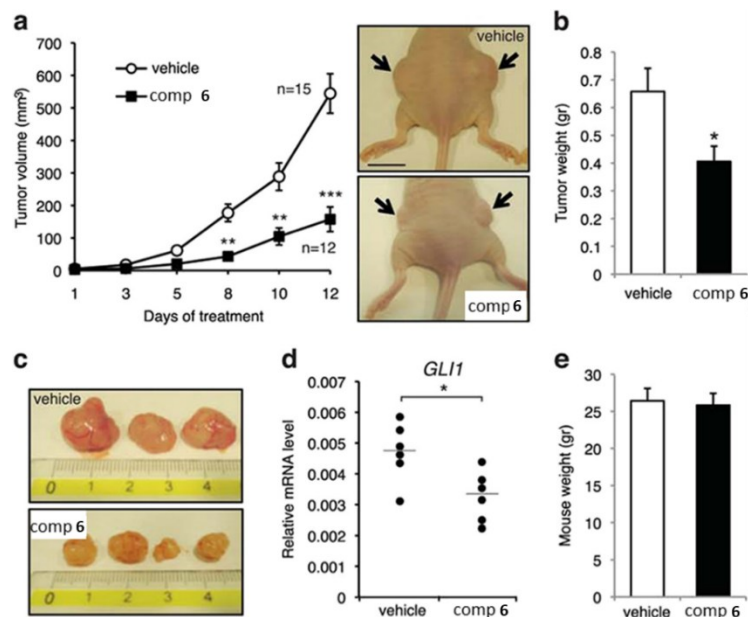 a
Tumor volume (mm³)
700
600
500
400
300
200
100
0
vehicle
comp 6
n=15
**
**
***
n=12
1 3 5 8 10 12
Days of treatment
vehicle
comp 6
b
Tumor weight (gr)
0.8
0.7
0.6
0.5
0.4
0.3
0.2
0.1
0
*
vehicle comp 6
c
vehicle
0 1 2 3 4
comp 6
0 1 2 3 4
d
GLI1
*
Relative mRNA level
0.007
0.006
0.005
0.004
0.003
0.002
0.001
0
vehicle comp 6
e
Mouse weight (gr)
30
25
20
15
10
5
0
vehicle comp 6